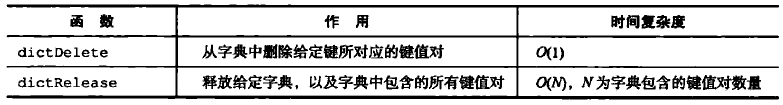 函 数 作 用 时间复杂度
dictDelete 从字典中删除给定键所对应的键值对 O(1)
dictRelease 释放给定字典，以及字典中包含的所有键值对 O(N)，N为字典包含的键值对数量